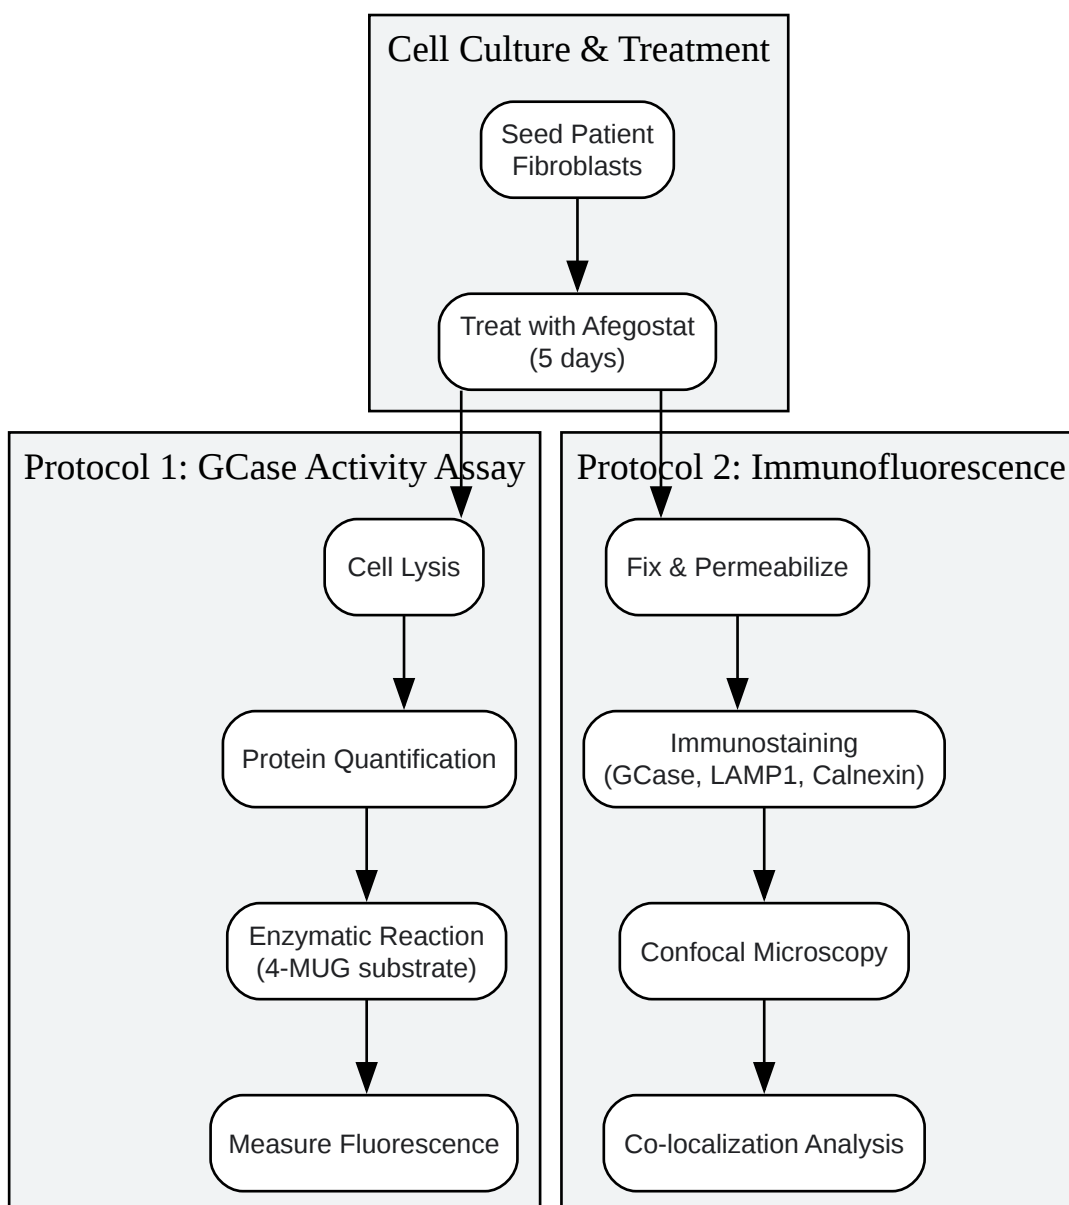 Cell Culture & Treatment
Seed Patient
Fibroblasts
Treat with Afegostat
(5 days)
Protocol 1: GCase Activity Assay
Cell Lysis
Protein Quantification
Enzymatic Reaction
(4-MUG substrate)
Measure Fluorescence
Protocol 2: Immunofluorescence
Fix & Permeabilize
Immunostaining
(GCase, LAMP1, Calnexin)
Confocal Microscopy
Co-localization Analysis